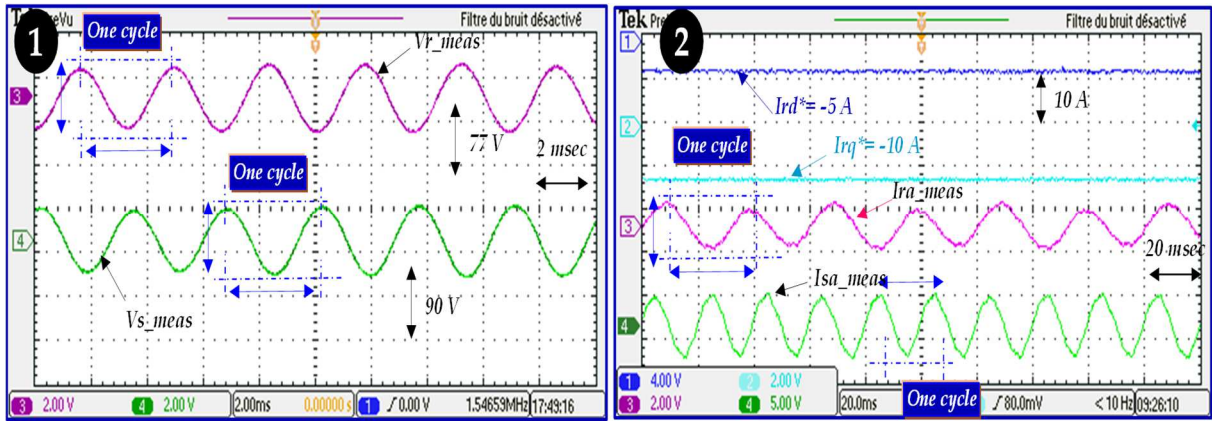 1
Tek PreVu
Filtre du bruit désactivé
One cycle
Vr_meas
3
77 V
2 msec
One cycle
4
Vs_meas
90 V
3 2.00 V
4 2.00 V
2.00ms
0.00000 s
1 ƒ 0.00 V
1.54659MHz
17:49:16
2
Tek Pre
Filtre du bruit désactivé
1
Ird*= -5 A
10 A
2
One cycle
Irq*= -10 A
Ira_meas
3
20 msec
Isa_meas
4
1 4.00 V
2 2.00 V
3 2.00 V
4 5.00 V
20.0ms
One cycle
ƒ 80.0mV
< 10 Hz
09:26:10